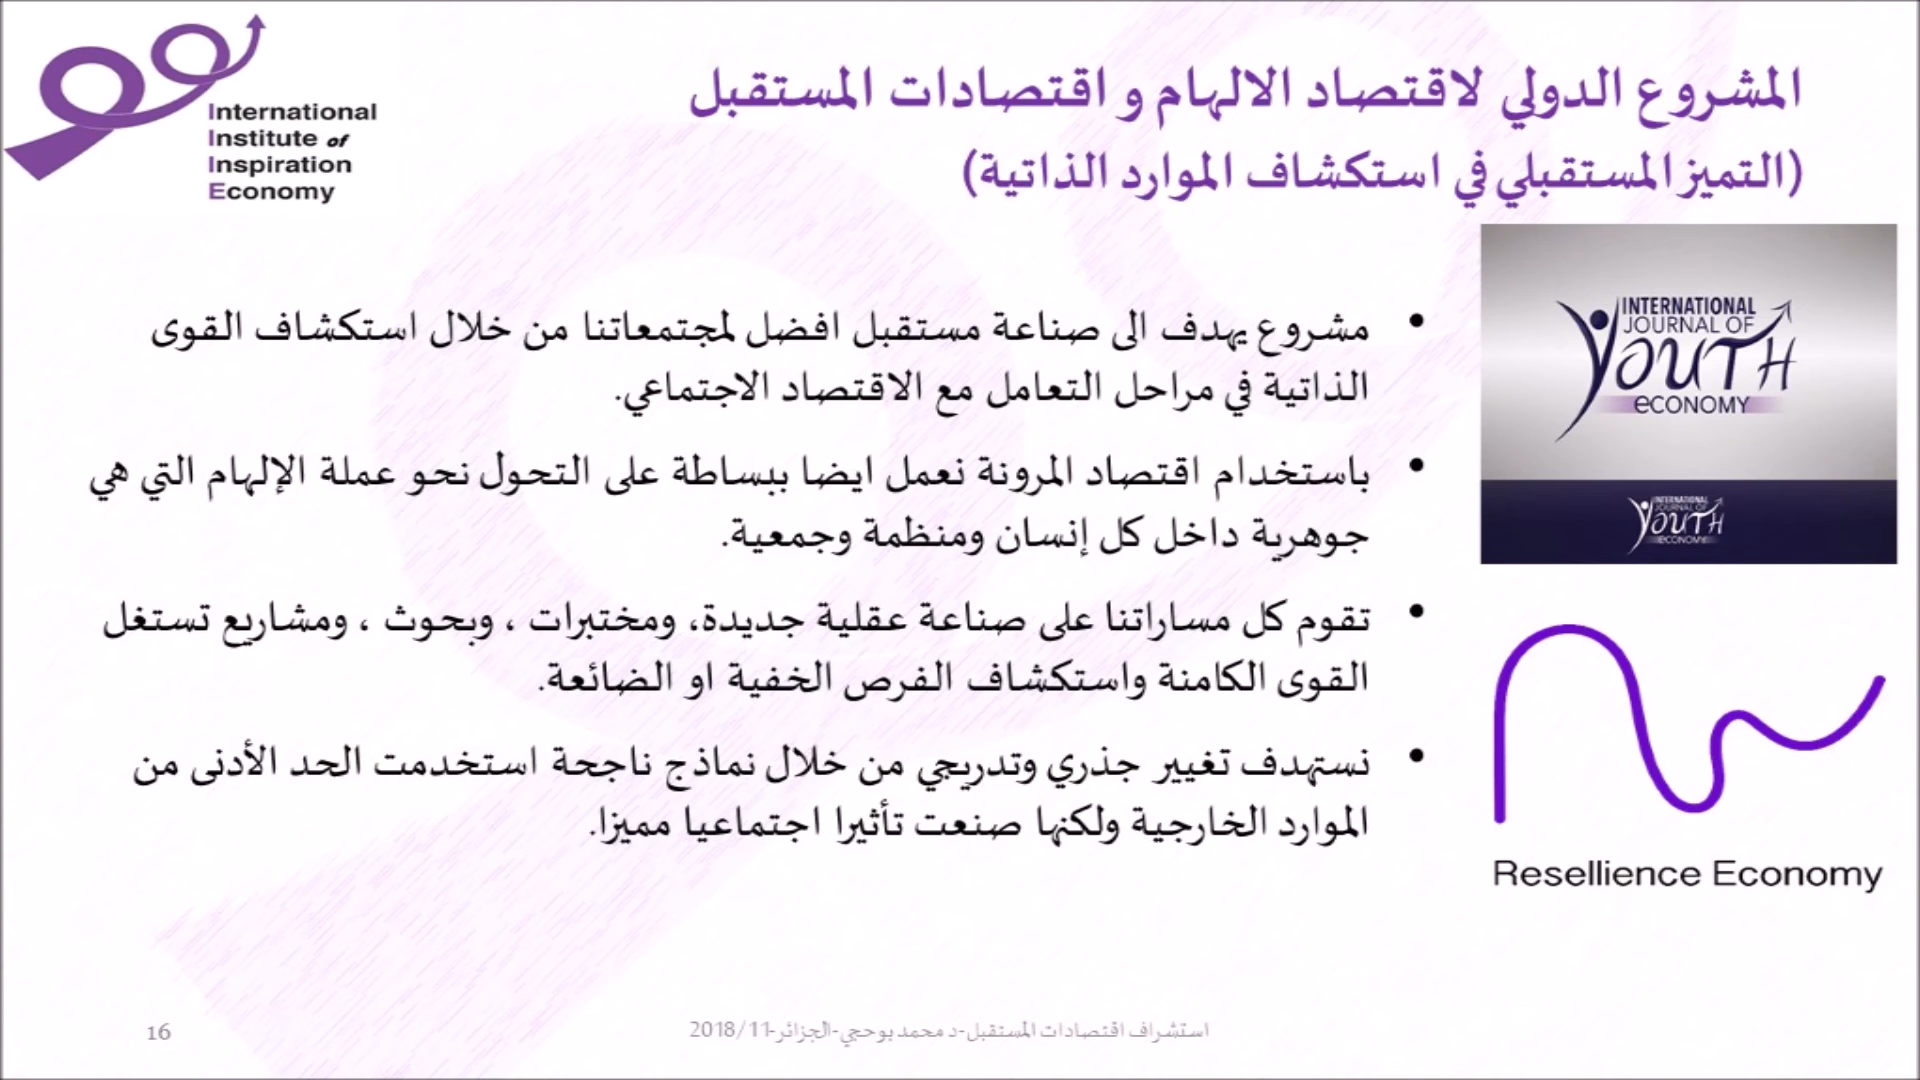 International
Institute of
Inspiration
Economy
المشروع الدولي لاقتصاد الالهام و اقتصادات المستقبل
(التميز المستقبلي في استكشاف الموارد الذاتية)
INTERNATIONAL
JOURNAL OF
YOUTH
eCONOMY
INTERNATIONAL
JOURNAL OF
YOUTH
ECONOMY
• مشروع يهدف الى صناعة مستقبل افضل لمجتمعاتنا من خلال استكشاف القوى
الذاتية في مراحل التعامل مع الاقتصاد الاجتماعي.
• باستخدام اقتصاد المرونة نعمل ايضا ببساطة على التحول نحو عملة الإلهام التي هي
جوهرية داخل كل إنسان ومنظمة وجمعية.
• تقوم كل مساراتنا على صناعة عقلية جديدة، ومختبرات ، وبحوث ، ومشاريع تستغل
القوى الكامنة واستكشاف الفرص الخفية او الضائعة.
• نستهدف تغيير جذري وتدريجي من خلال نماذج ناجحة استخدمت الحد الأدنى من
الموارد الخارجية ولكنها صنعت تأثيرا اجتماعيا مميزا.
Resellience Economy
استشراف اقتصادات المستقبل-د محمد بوحجي-الجزائر-2018/11
16